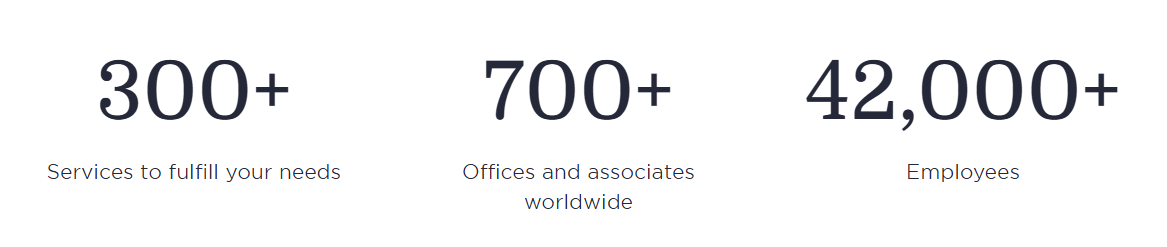 300+
700+
42,000+
Services to fulfill your needs
Offices and associates
worldwide
Employees